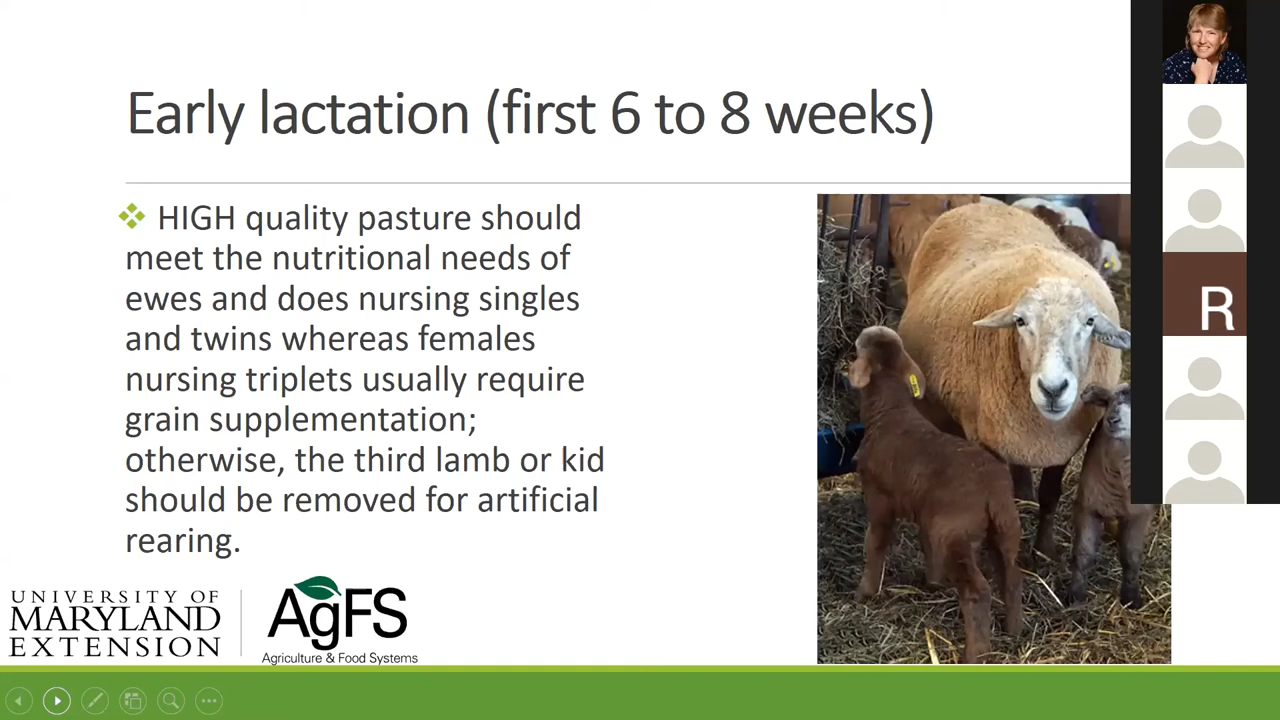 Early lactation (first 6 to 8 weeks)
HIGH quality pasture should
meet the nutritional needs of
ewes and does nursing singles
and twins whereas females
nursing triplets usually require
grain supplementation;
otherwise, the third lamb or kid
should be removed for artificial
rearing.
UNIVERSITY OF
MARYLAND
EXTENSION
AgFS
Agriculture & Food Systems
R